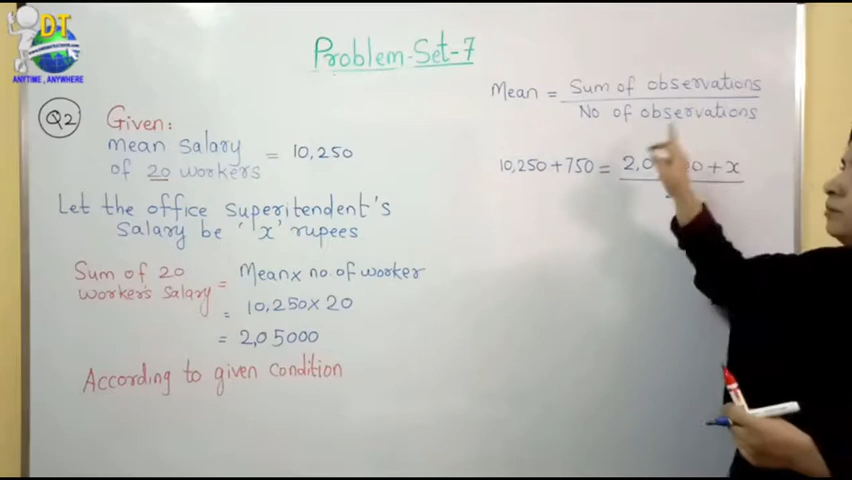 DT
ANYTIME, ANYWHERE
Problem-Set-7
Q2
Given:
mean salary
of 20 workers = 10,250
Let the office superitendent's
salary be 'x' rupees
Sum of 20
worker's salary = Mean x no. of worker
= 10,250 x 20
= 2,05000
According to given condition
Mean = Sum of observations
No of observations
10,250 + 750 = + x